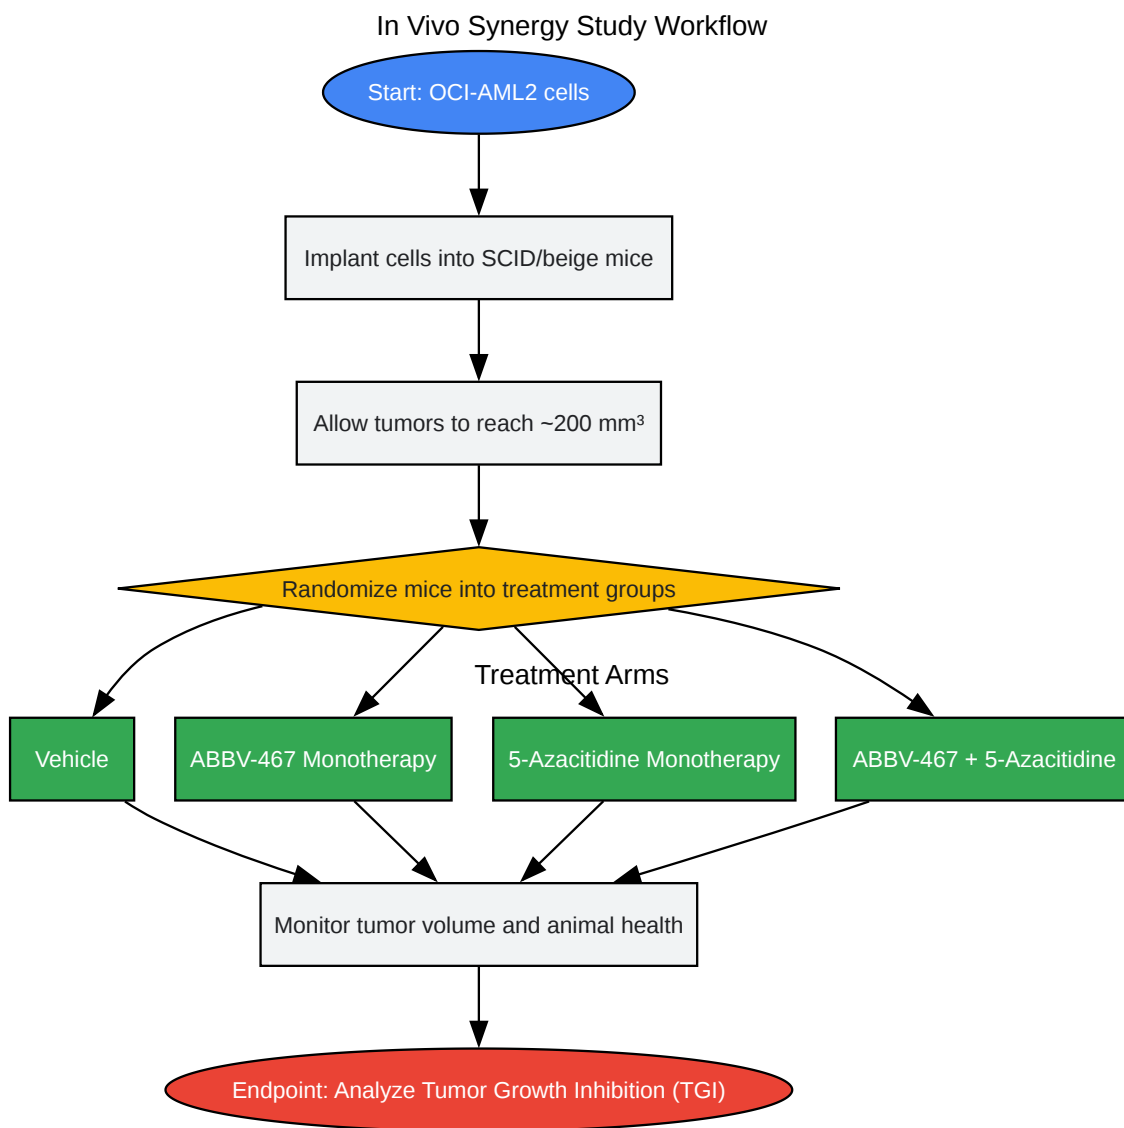 In Vivo Synergy Study Workflow
Start: OCI-AML2 cells
Implant cells into SCID/beige mice
Allow tumors to reach ~200 mm³
Randomize mice into treatment groups
Treatment Arms
Vehicle
ABBV-467 Monotherapy
5-Azacitidine Monotherapy
ABBV-467 + 5-Azacitidine
Monitor tumor volume and animal health
Endpoint: Analyze Tumor Growth Inhibition (TGI)